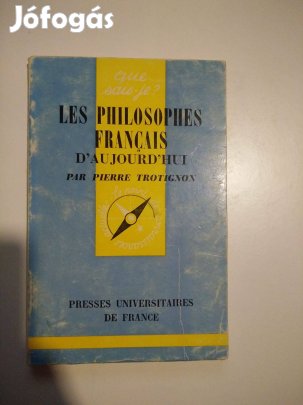 Jófogás
que
sais-je?
LES PHILOSOPHES
FRANÇAIS
D'AUJOURD'HUI
PAR PIERRE TROTIGNON
PRESSES UNIVERSITAIRES
DE FRANCE